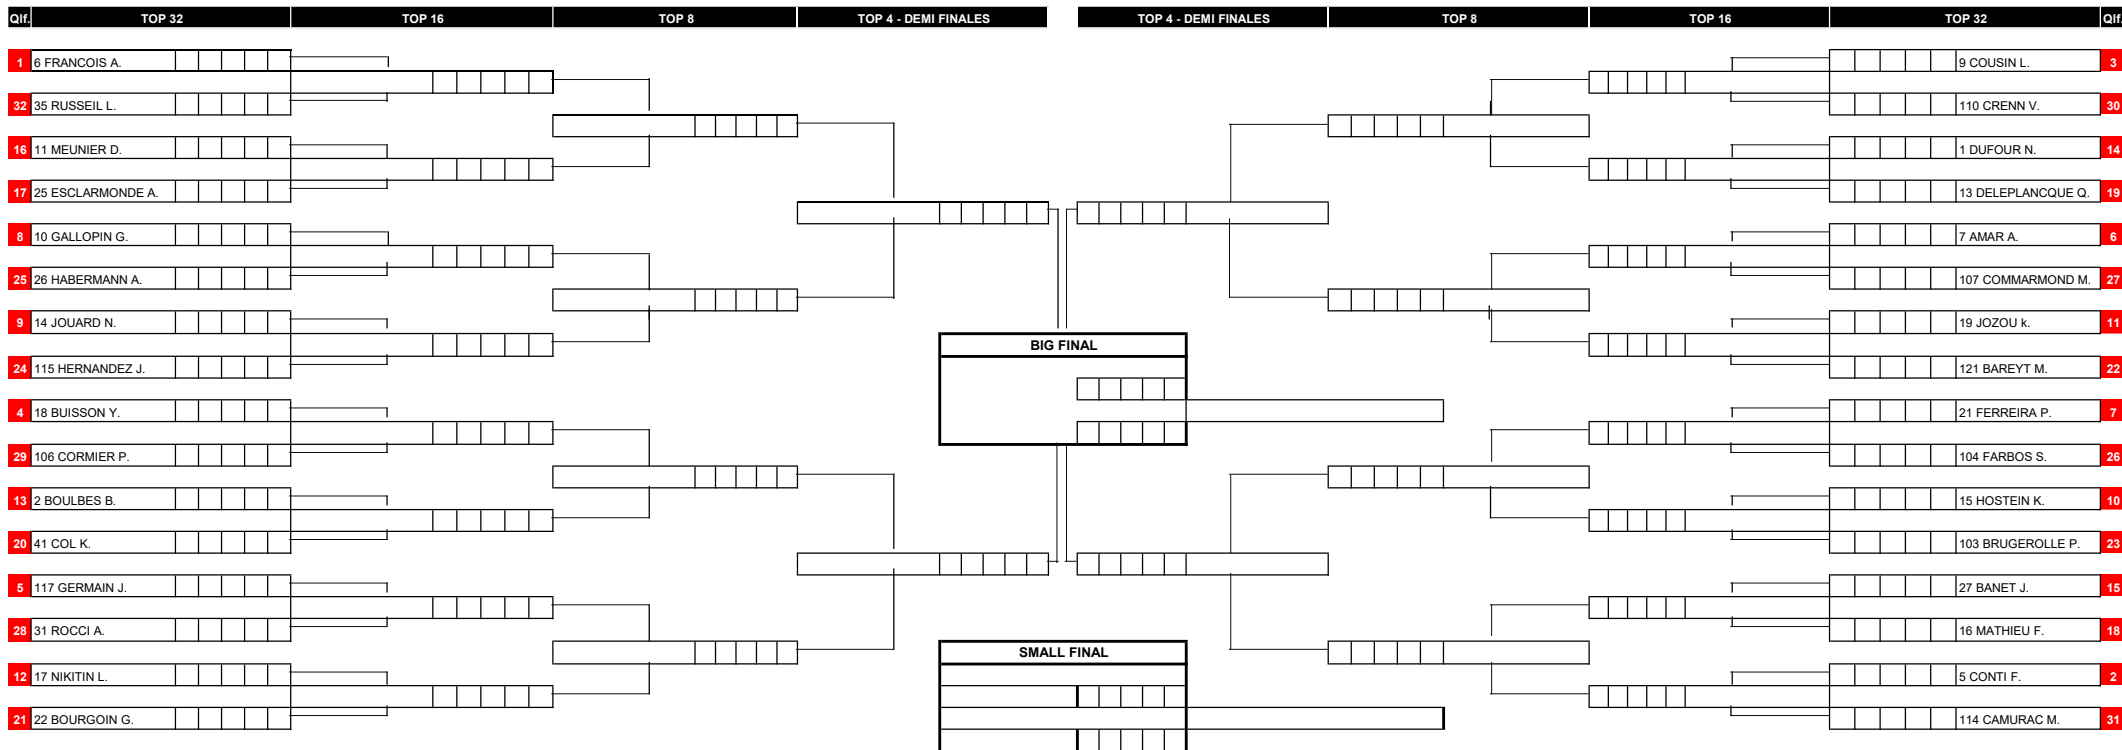 Qlf. TOP 32 TOP 16 TOP 8 TOP 4 - DEMI FINALES TOP 4 - DEMI FINALES TOP 8 TOP 16 TOP 32 Qlf.
1 6 FRANCOIS A. 9 COUSIN L. 3
32 35 RUSSEIL L. 110 CRENN V. 30
16 11 MEUNIER D. 1 DUFOUR N. 14
17 25 ESCLARMONDE A. 13 DELEPLANCQUE Q. 19
8 10 GALLOPIN G. 7 AMAR A. 6
25 26 HABERMANN A. 107 COMMARMOND M. 27
9 14 JOUARD N. 19 JOZOU k. 11
BIG FINAL
24 115 HERNANDEZ J. 121 BAREYT M. 22
4 18 BUISSON Y. 21 FERREIRA P. 7
29 106 CORMIER P. 104 FARBOS S. 26
13 2 BOULBES B. 15 HOSTEIN K. 10
20 41 COL K. 103 BRUGEROLLE P. 23
5 117 GERMAIN J. 27 BANET J. 15
28 31 ROCCI A. 16 MATHIEU F. 18
SMALL FINAL
12 17 NIKITIN L. 5 CONTI F. 2
21 22 BOURGOIN G. 114 CAMURAC M. 31